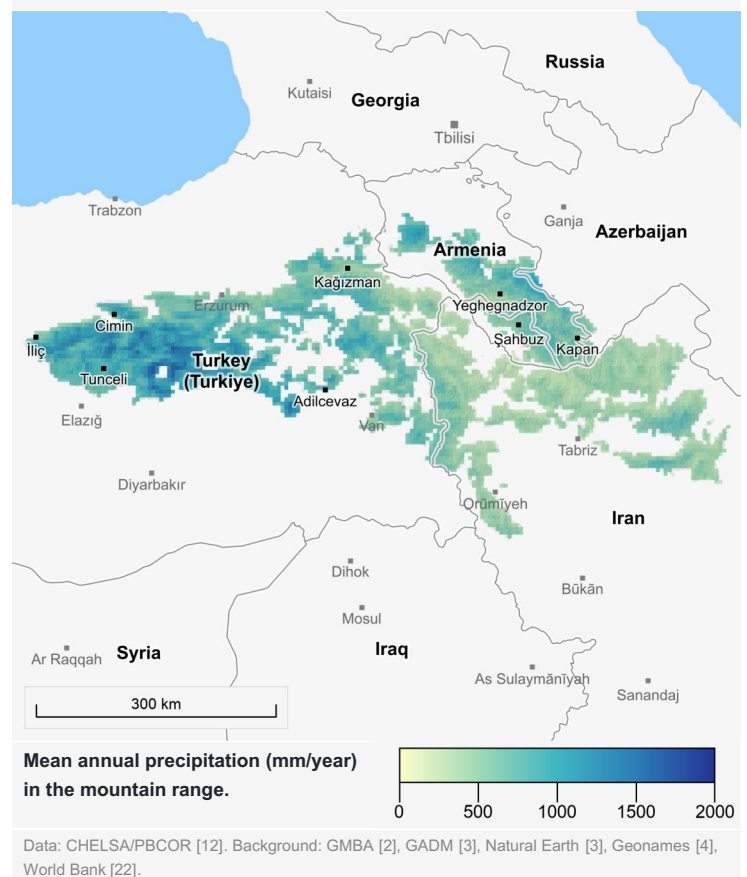 Russia
Kutaisi
Georgia
Tbilisi
Trabzon
Ganja
Azerbaijan
Armenia
Kağızman
Erzurum
Yeghegnadzor
Cimin
İliç
Şahbuz
Kapan
Turkey
(Turkiye)
Tunceli
Adilcevaz
Elazığ
Van
Tabriz
Diyarbakır
Orūmīyeh
Iran
Dihok
Būkān
Mosul
Ar Raqqah
Syria
Iraq
As Sulaymānīyah
Sanandaj
300 km
Mean annual precipitation (mm/year)
in the mountain range.
0 500 1000 1500 2000
Data: CHELSA/PBCOR [12]. Background: GMBA [2], GADM [3], Natural Earth [3], Geonames [4],
World Bank [22].